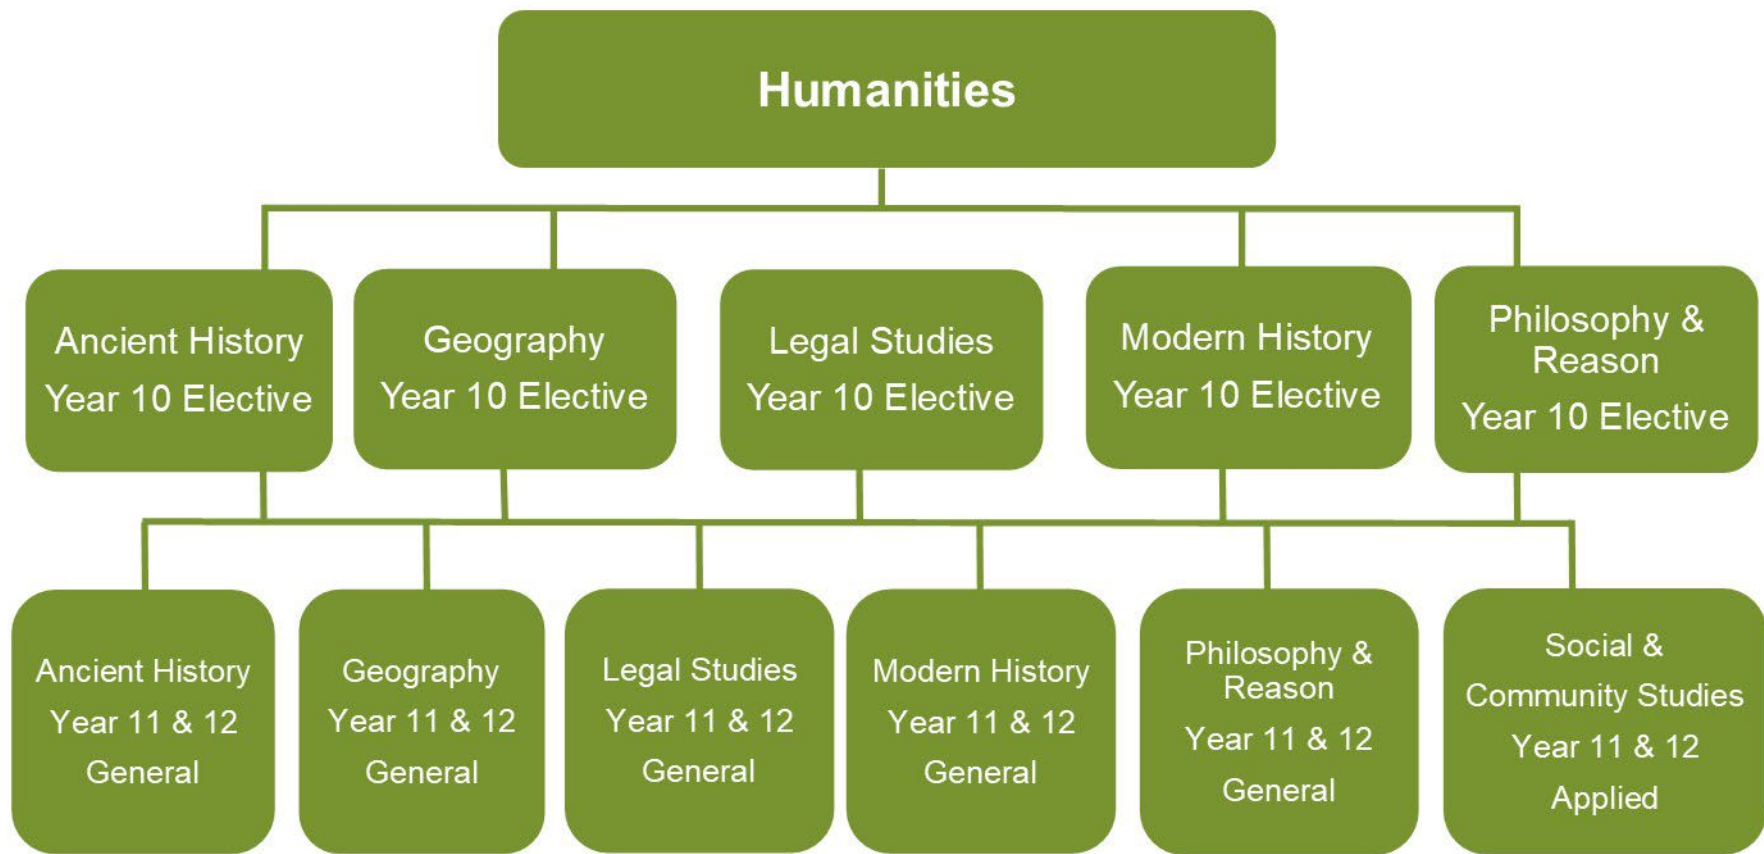 Humanities
Ancient History
Year 10 Elective
Geography
Year 10 Elective
Legal Studies
Year 10 Elective
Modern History
Year 10 Elective
Philosophy &
Reason
Year 10 Elective
Ancient History
Year 11 & 12
General
Geography
Year 11 & 12
General
Legal Studies
Year 11 & 12
General
Modern History
Year 11 & 12
General
Philosophy &
Reason
Year 11 & 12
General
Social &
Community Studies
Year 11 & 12
Applied